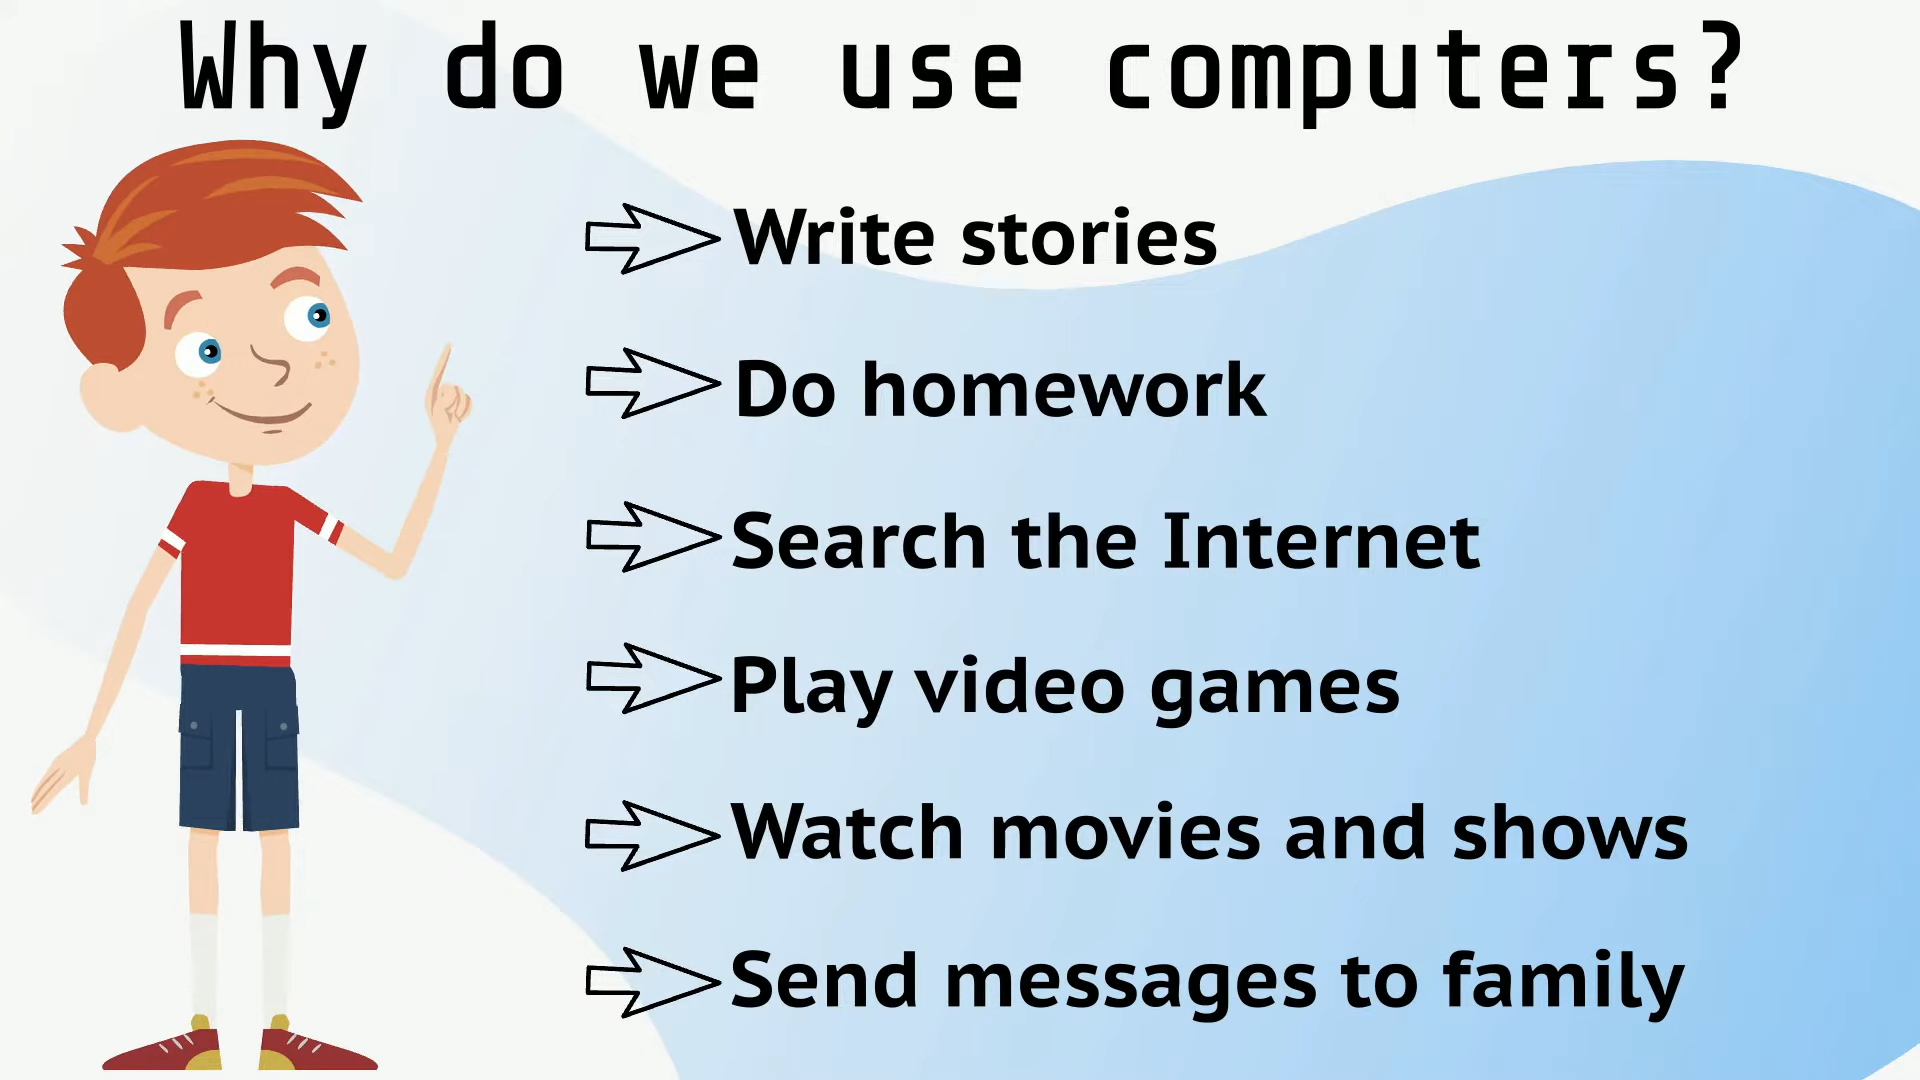 Why do we use computers?
Write stories
Do homework
Search the Internet
Play video games
Watch movies and shows
Send messages to family